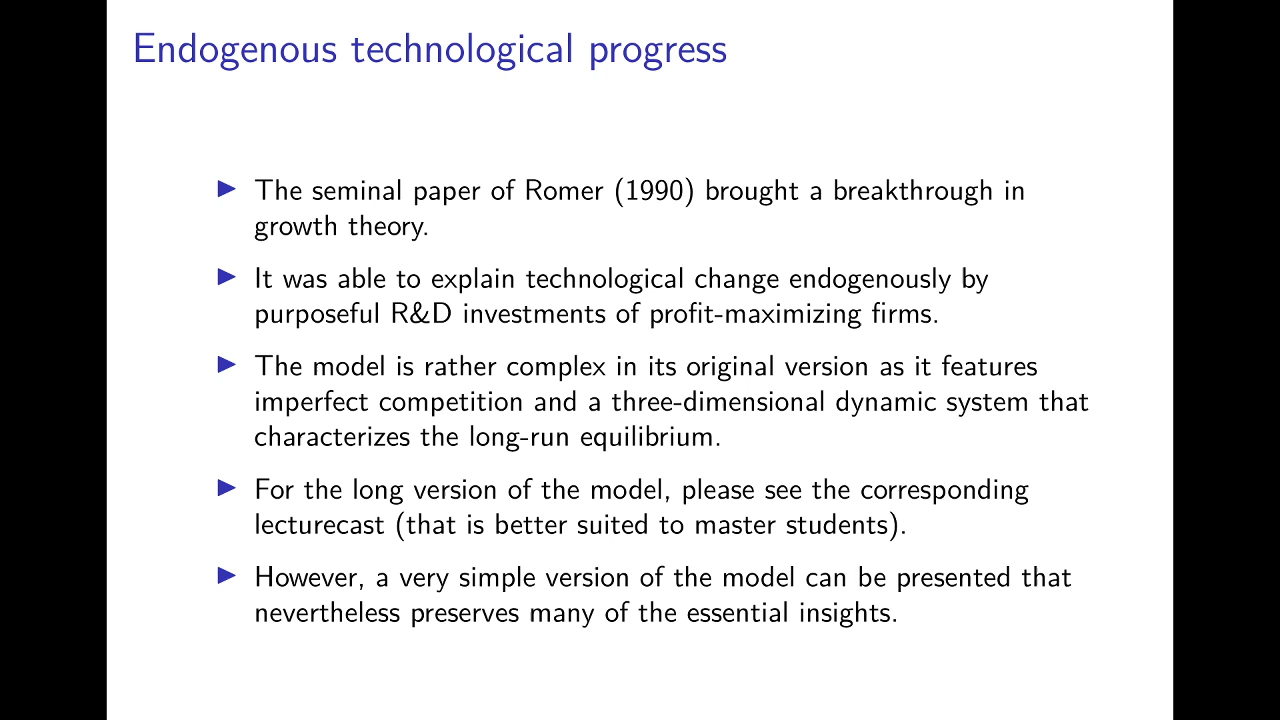 Endogenous technological progress
▶ The seminal paper of Romer (1990) brought a breakthrough in
growth theory.
▶ It was able to explain technological change endogenously by
purposeful R&D investments of profit-maximizing firms.
▶ The model is rather complex in its original version as it features
imperfect competition and a three-dimensional dynamic system that
characterizes the long-run equilibrium.
▶ For the long version of the model, please see the corresponding
lecturecast (that is better suited to master students).
▶ However, a very simple version of the model can be presented that
nevertheless preserves many of the essential insights.